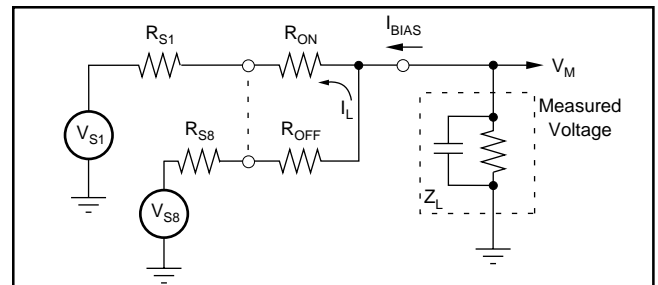 R_S1
R_ON
I_BIAS
V_M
I_L
Measured
Voltage
V_S1
R_S8
R_OFF
Z_L
V_S8